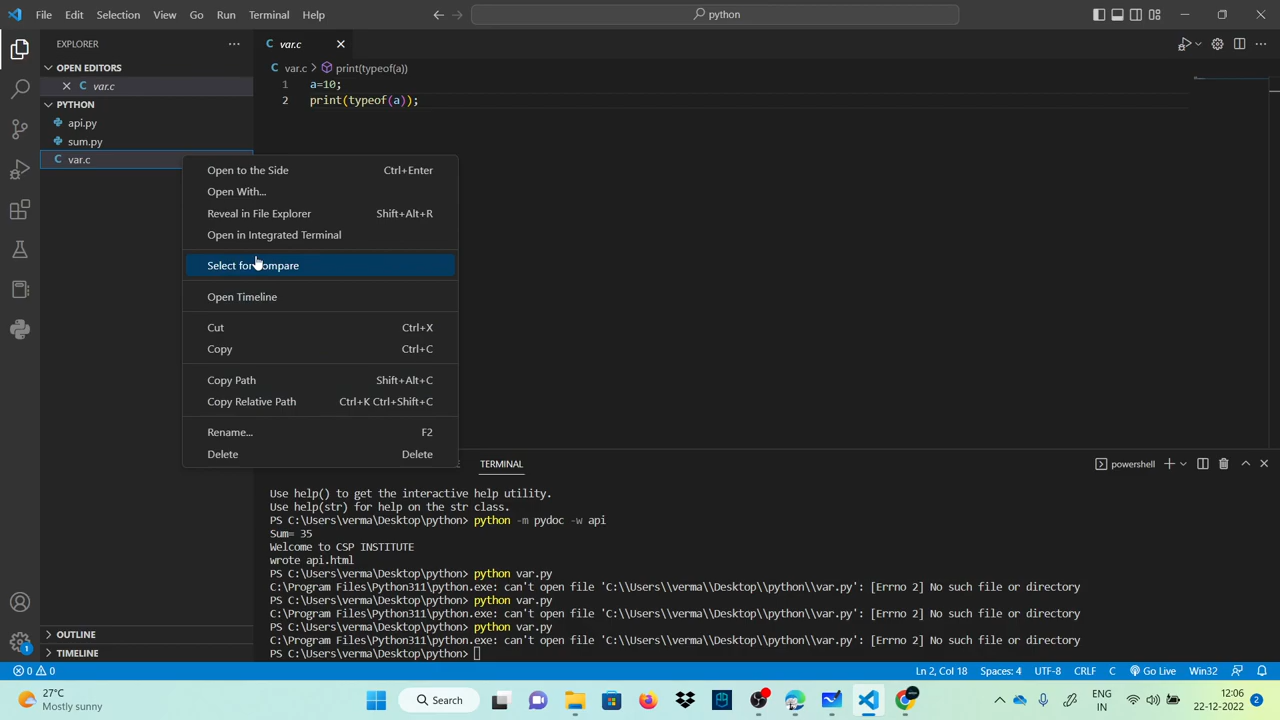 File Edit Selection View Go Run Terminal Help
python
EXPLORER
OPEN EDITORS
var.c
PYTHON
api.py
sum.py
var.c
var.c
var.c > print(typeof(a))
1 a=10;
2 print(typeof(a));
Open to the Side Ctrl+Enter
Open With...
Reveal in File Explorer Shift+Alt+R
Open in Integrated Terminal
Select for Compare
Open Timeline
Cut Ctrl+X
Copy Ctrl+C
Copy Path Shift+Alt+C
Copy Relative Path Ctrl+K Ctrl+Shift+C
Rename... F2
Delete Delete
TERMINAL
powershell
Use help() to get the interactive help utility.
Use help(str) for help on the str class.
PS C:\Users\verma\Desktop\python> python -m pydoc -w api
Sum= 35
Welcome to CSP INSTITUTE
wrote api.html
PS C:\Users\verma\Desktop\python> python var.py
C:\Program Files\Python311\python.exe: can't open file 'C:\\Users\\verma\\Desktop\\python\\var.py': [Errno 2] No such file or directory
PS C:\Users\verma\Desktop\python> python var.py
C:\Program Files\Python311\python.exe: can't open file 'C:\\Users\\verma\\Desktop\\python\\var.py': [Errno 2] No such file or directory
PS C:\Users\verma\Desktop\python> python var.py
C:\Program Files\Python311\python.exe: can't open file 'C:\\Users\\verma\\Desktop\\python\\var.py': [Errno 2] No such file or directory
PS C:\Users\verma\Desktop\python>
OUTLINE
TIMELINE
1
0 0
Ln 2, Col 18 Spaces: 4 UTF-8 CRLF C Go Live Win32
27°C
Mostly sunny
Search
ENG
IN
12:06
22-12-2022
2